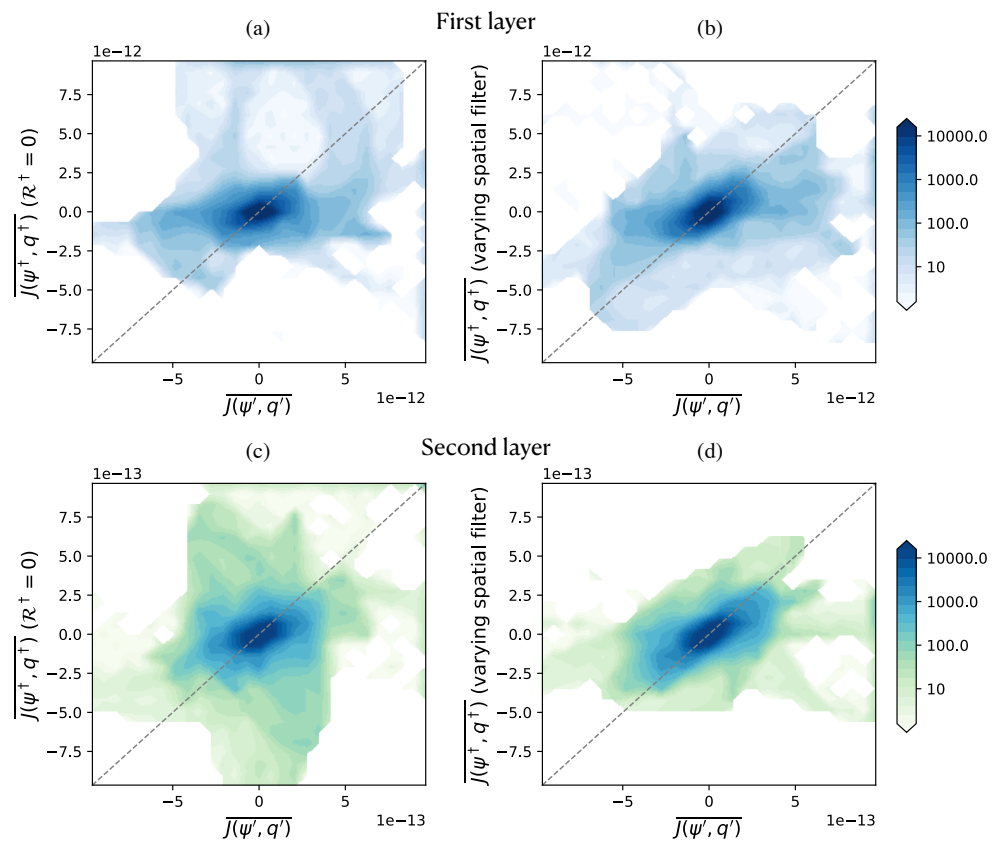 First layer
(a)
(b)
1e−12
1e−12
7.5
5.0
2.5
0.0
−2.5
−5.0
−7.5
J(ψ†, q†) (ℛ† = 0)
−5
0
5
J(ψ′, q′)
1e−12
7.5
5.0
2.5
0.0
−2.5
−5.0
−7.5
J(ψ†, q†) (varying spatial filter)
−5
0
5
J(ψ′, q′)
1e−12
10000.0
1000.0
100.0
10
Second layer
(c)
(d)
1e−13
1e−13
7.5
5.0
2.5
0.0
−2.5
−5.0
−7.5
J(ψ†, q†) (ℛ† = 0)
−5
0
5
J(ψ′, q′)
1e−13
7.5
5.0
2.5
0.0
−2.5
−5.0
−7.5
J(ψ†, q†) (varying spatial filter)
−5
0
5
J(ψ′, q′)
1e−13
10000.0
1000.0
100.0
10